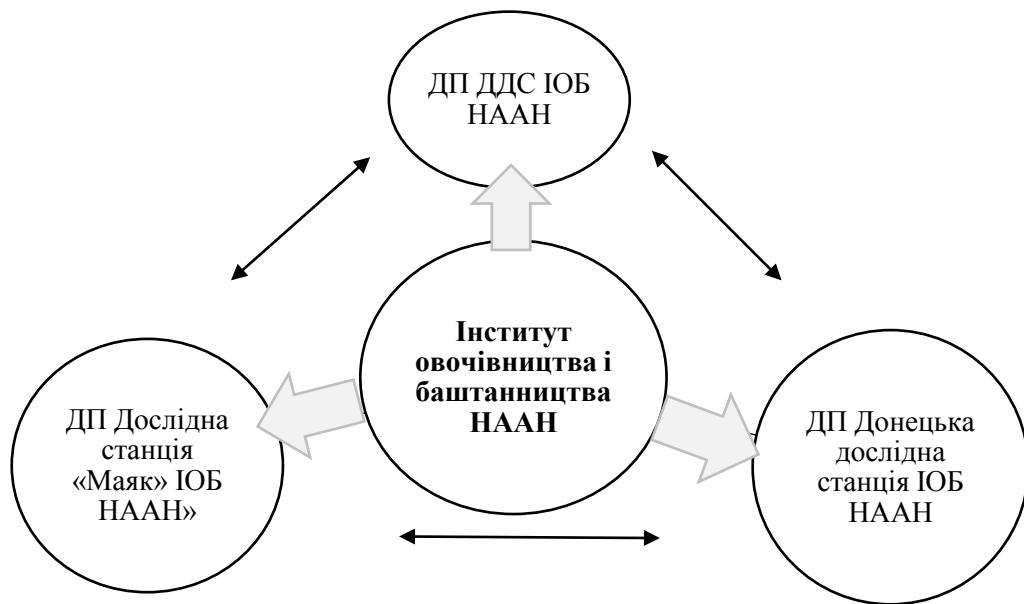 ДП ДДС ІОБ
НААН
Інститут
овочівництва і
баштанництва
НААН
ДП Дослідна
станція
«Маяк» ІОБ
НААН»
ДП Донецька
дослідна
станція ІОБ
НААН